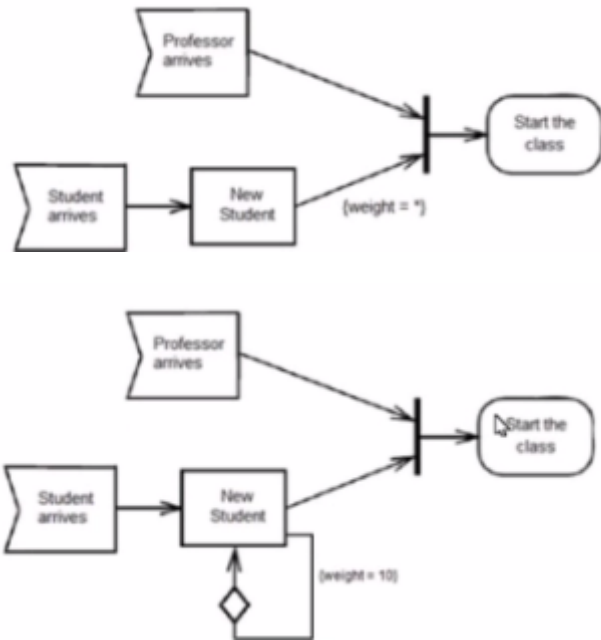 Professor
arrives
Start the
class
Student
arrives
New
Student
{weight = *}
Professor
arrives
Start the
class
Student
arrives
New
Student
{weight = 10}